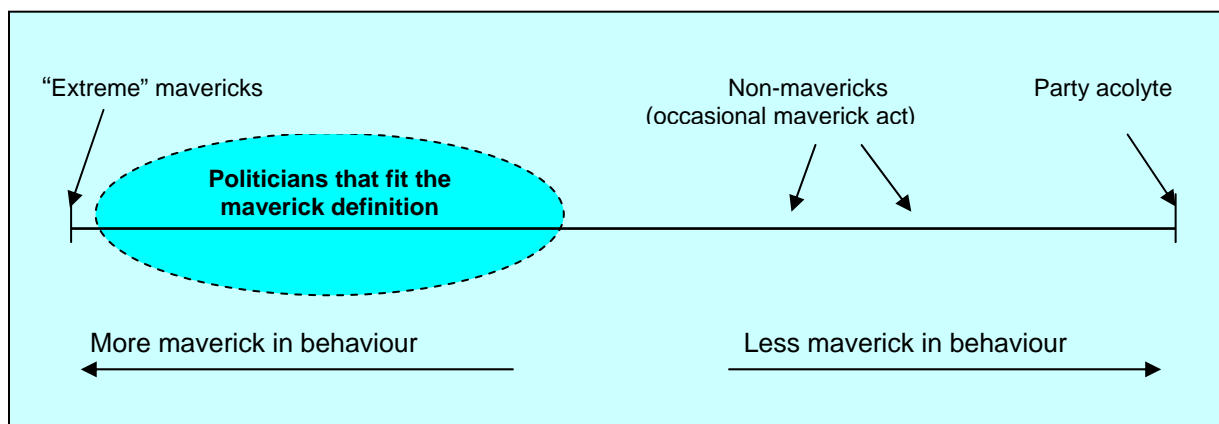 “Extreme” mavericks
Non-mavericks
(occasional maverick act)
Party acolyte
Politicians that fit the
maverick definition
More maverick in behaviour
Less maverick in behaviour